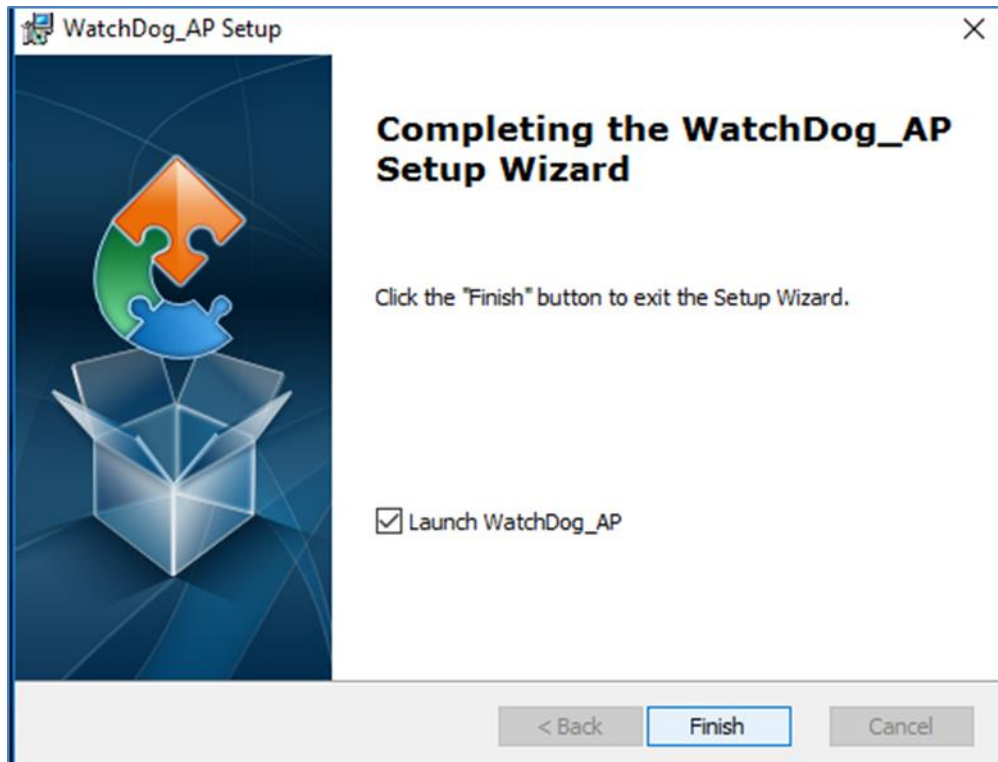 WatchDog_AP Setup
Completing the WatchDog_AP
Setup Wizard
Click the "Finish" button to exit the Setup Wizard.
Launch WatchDog_AP
< Back Finish Cancel